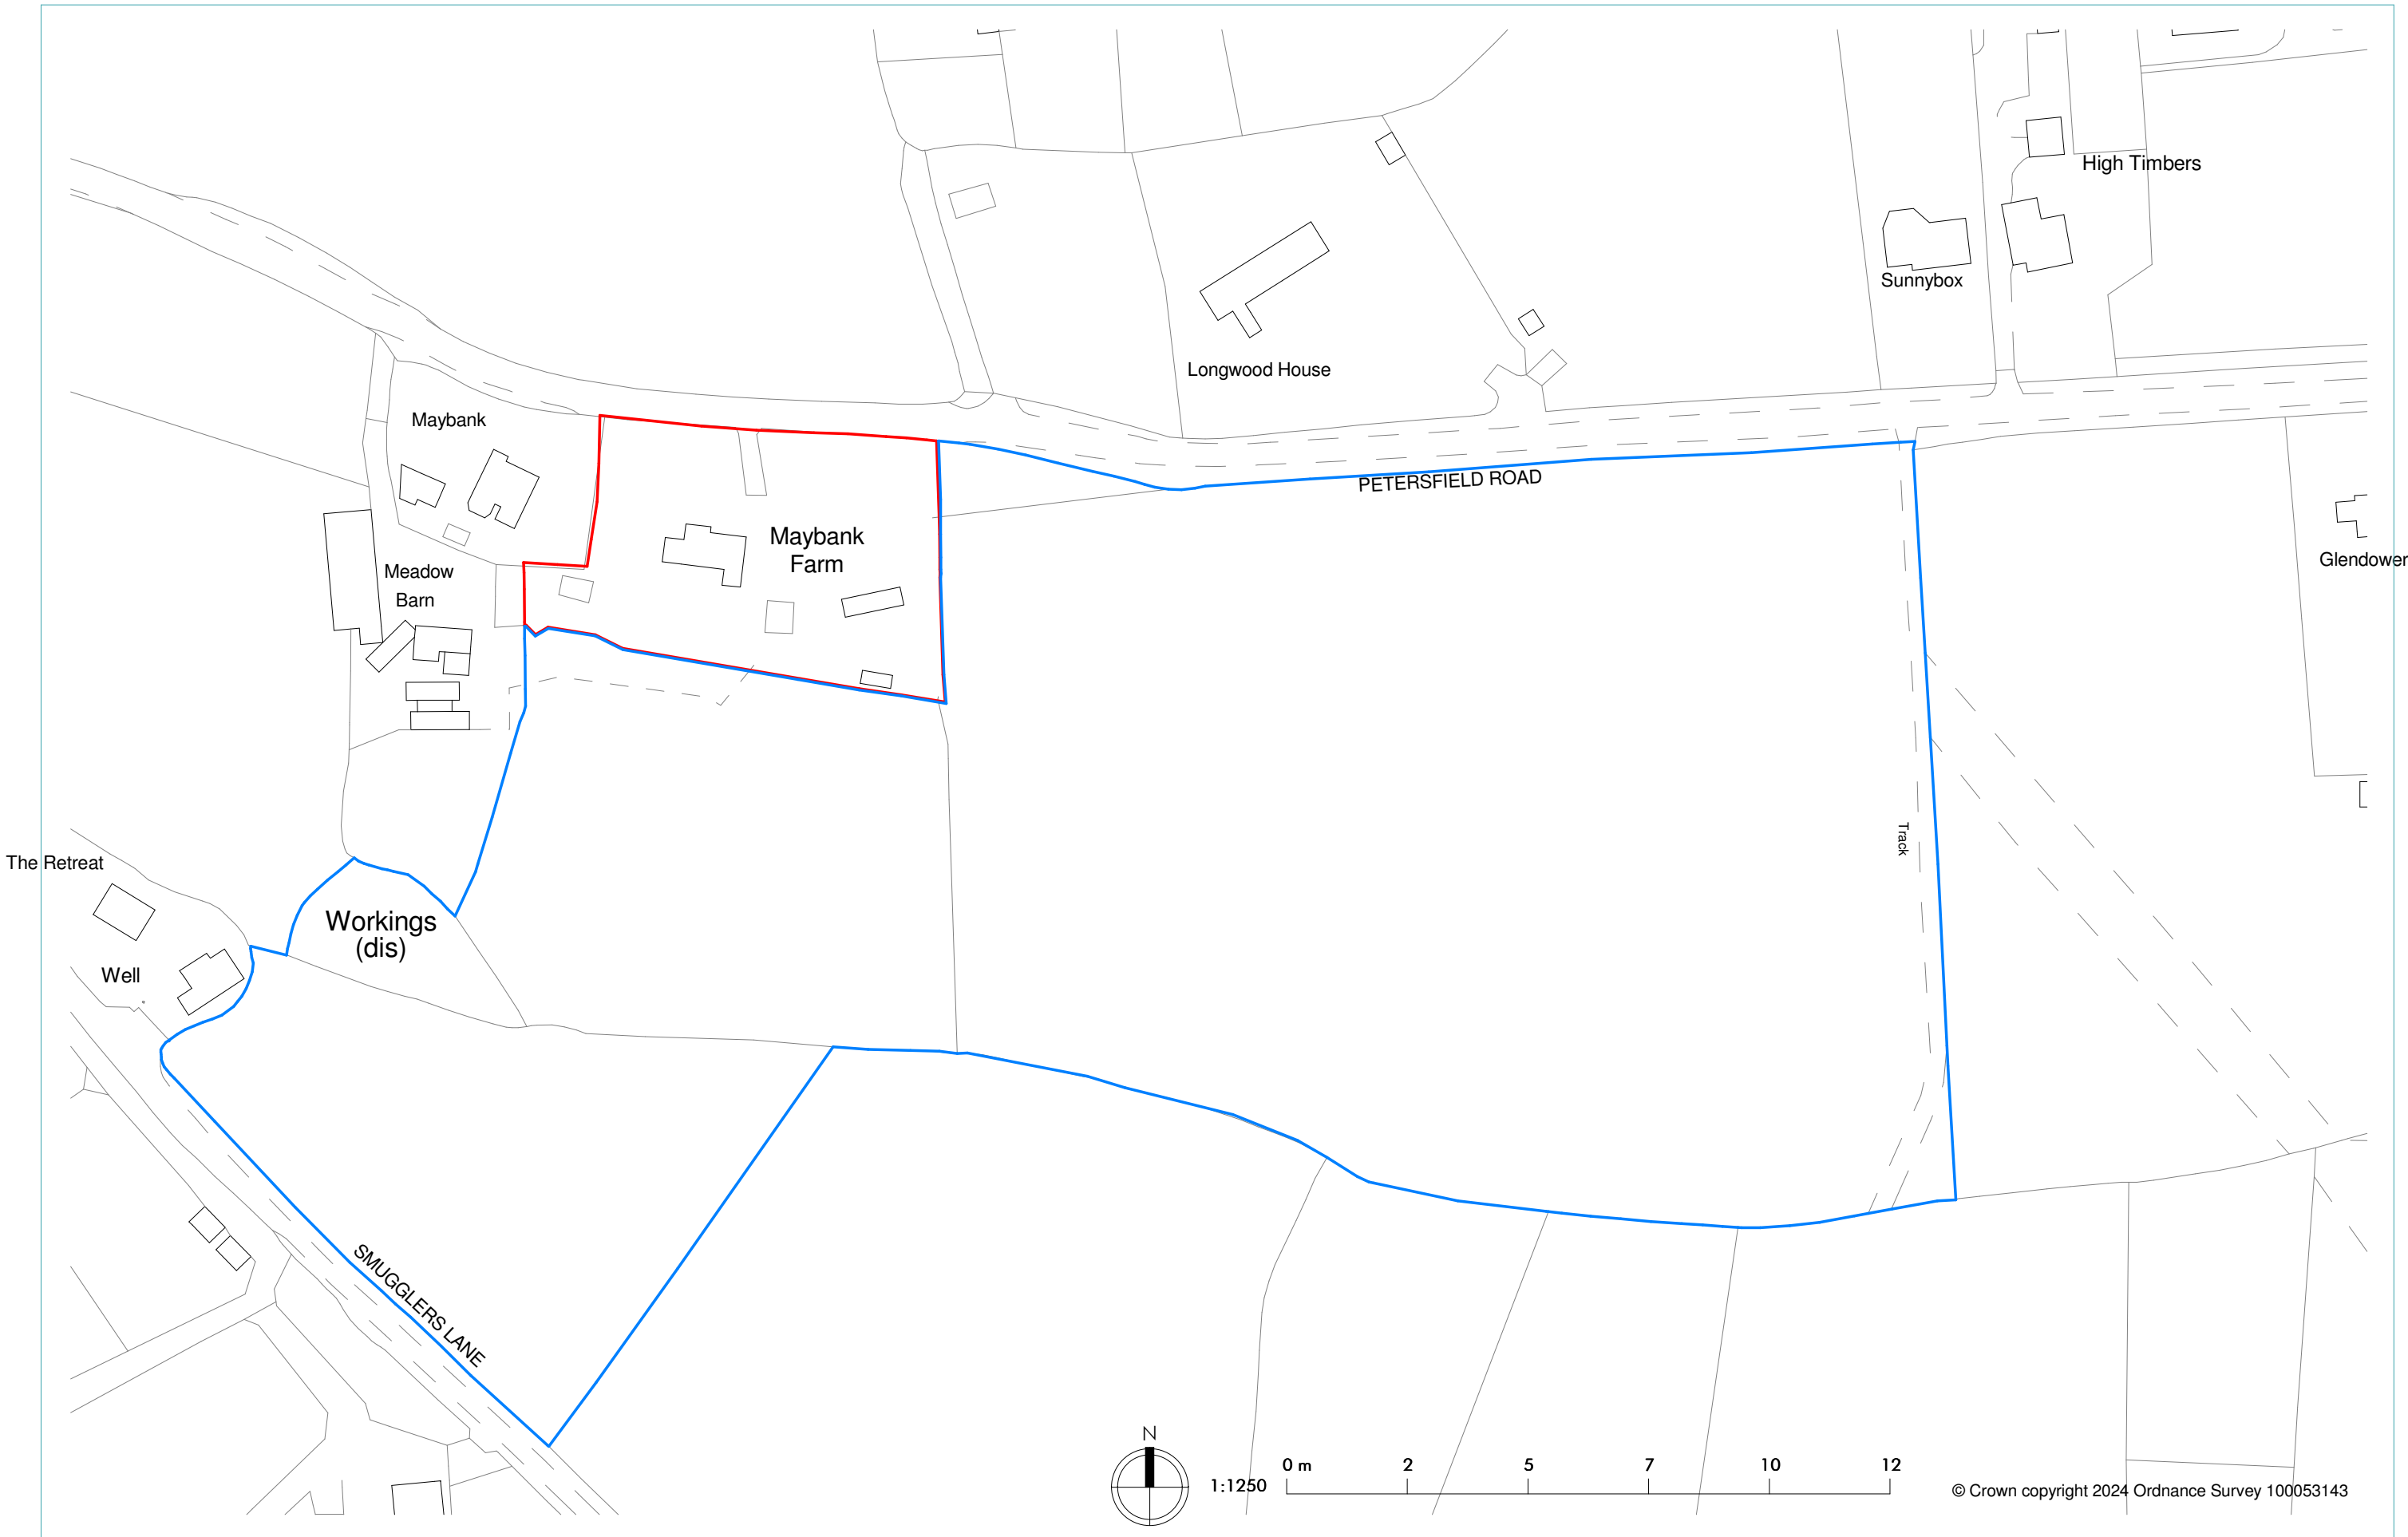 High Timbers
Sunnybox
Longwood House
Maybank
PETERSFIELD ROAD
Maybank
Farm
Glendower
Meadow
Barn
Track
The Retreat
Workings
(dis)
Well
SMUGGLERS LANE
N
1:1250
0 m 2 5 7 10 12
© Crown copyright 2024 Ordnance Survey 100053143